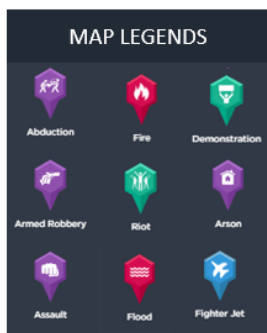 MAP LEGENDS
Abduction
Fire
Demonstration
Armed Robbery
Riot
Arson
Assault
Flood
Fighter Jet